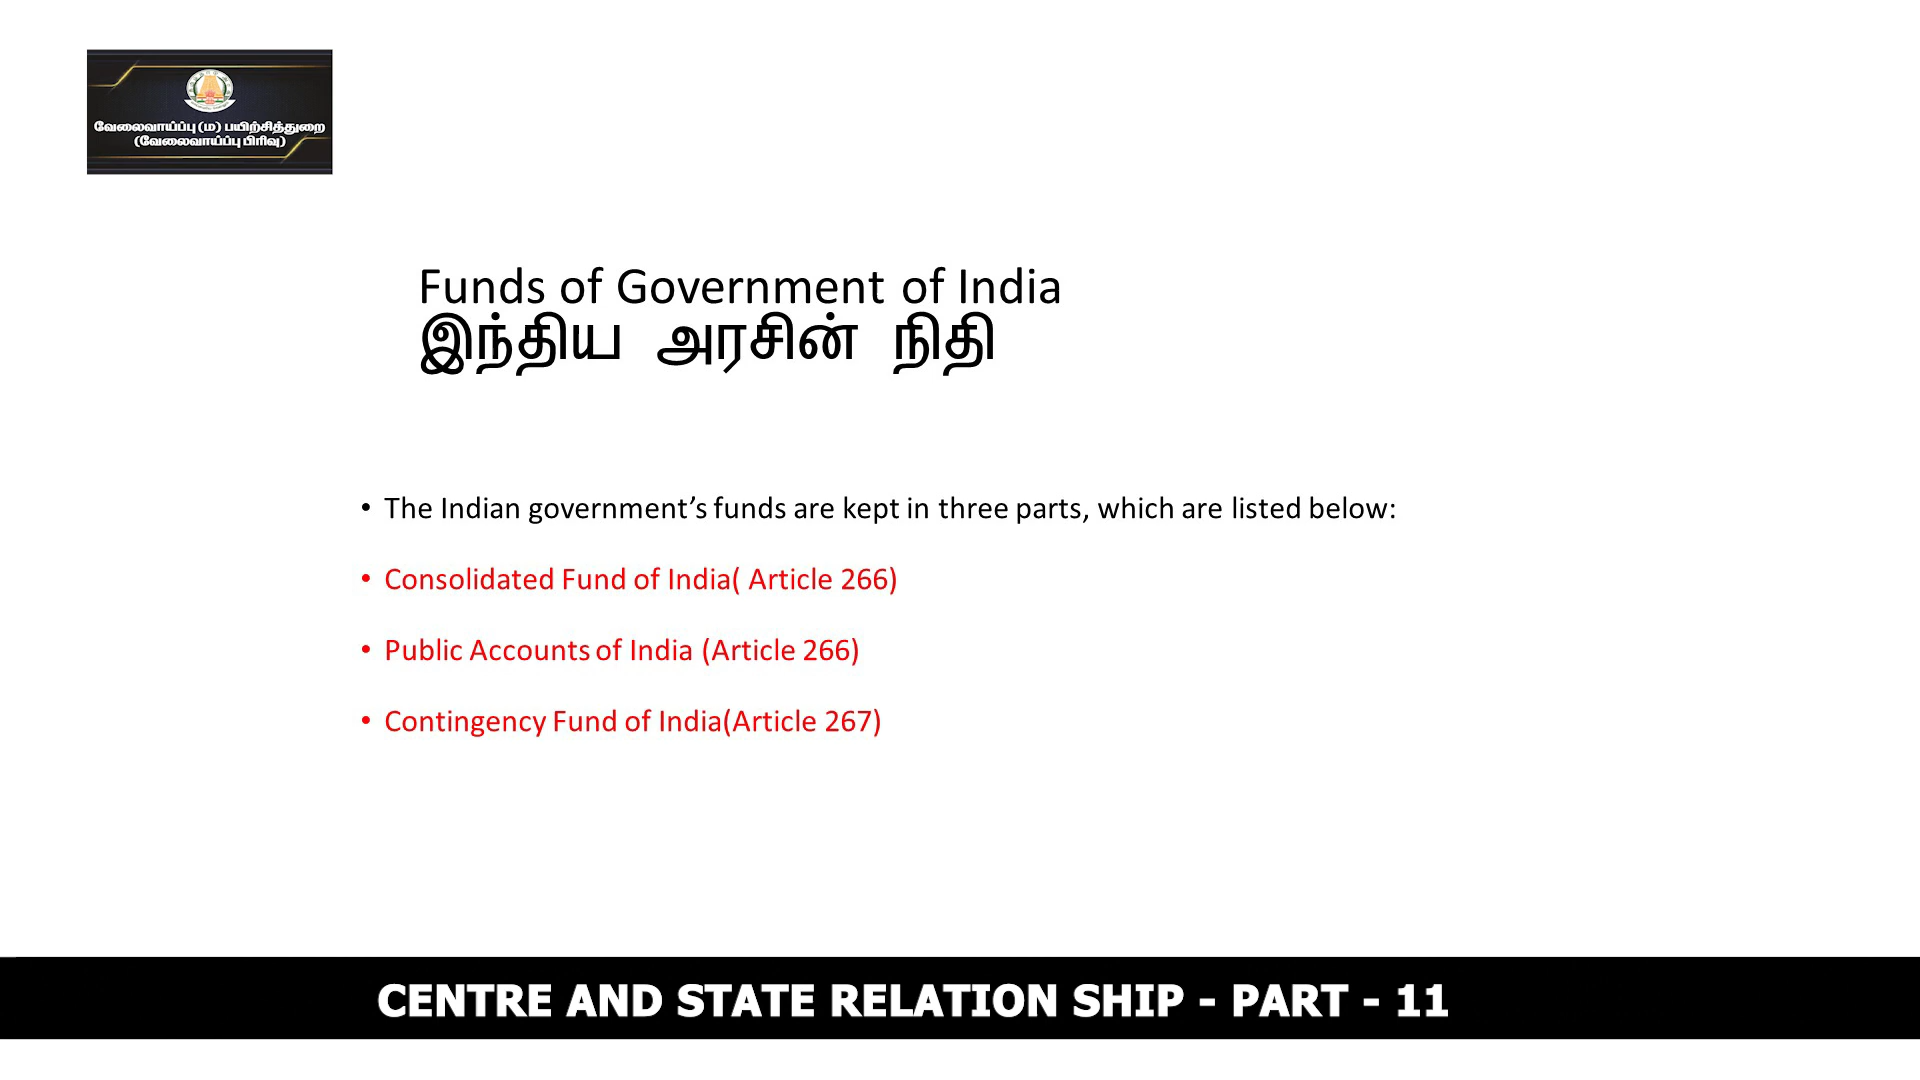 வேலைவாய்ப்பு (ம) பயிற்சித்துறை
(வேலைவாய்ப்பு பிரிவு)
Funds of Government of India
இந்திய அரசின் நிதி
• The Indian government’s funds are kept in three parts, which are listed below:
• Consolidated Fund of India( Article 266)
• Public Accounts of India (Article 266)
• Contingency Fund of India(Article 267)
CENTRE AND STATE RELATION SHIP - PART - 11